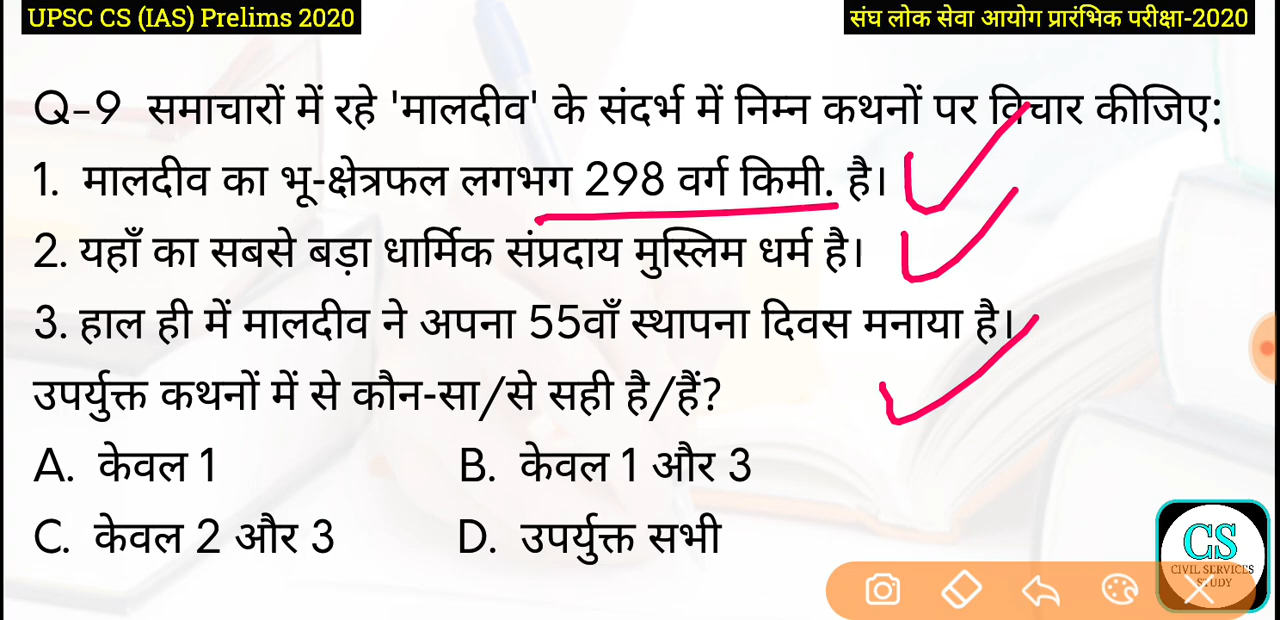 UPSC CS (IAS) Prelims 2020
संघ लोक सेवा आयोग प्रारंभिक परीक्षा-2020
Q-9 समाचारों में रहे 'मालदीव' के संदर्भ में निम्न कथनों पर विचार कीजिए:
1. मालदीव का भू-क्षेत्रफल लगभग 298 वर्ग किमी. है।
2. यहाँ का सबसे बड़ा धार्मिक संप्रदाय मुस्लिम धर्म है।
3. हाल ही में मालदीव ने अपना 55वाँ स्थापना दिवस मनाया है।
उपर्युक्त कथनों में से कौन-सा/से सही है/हैं?
A. केवल 1 B. केवल 1 और 3
C. केवल 2 और 3 D. उपर्युक्त सभी
CS
CIVIL SERVICES
STUDY